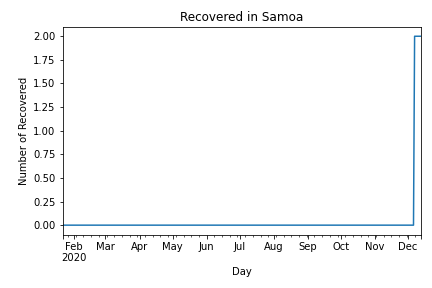 Recovered in Samoa
Number of Recovered
2.00
1.75
1.50
1.25
1.00
0.75
0.50
0.25
0.00
Feb Mar Apr May Jun Jul Aug Sep Oct Nov Dec
2020
Day